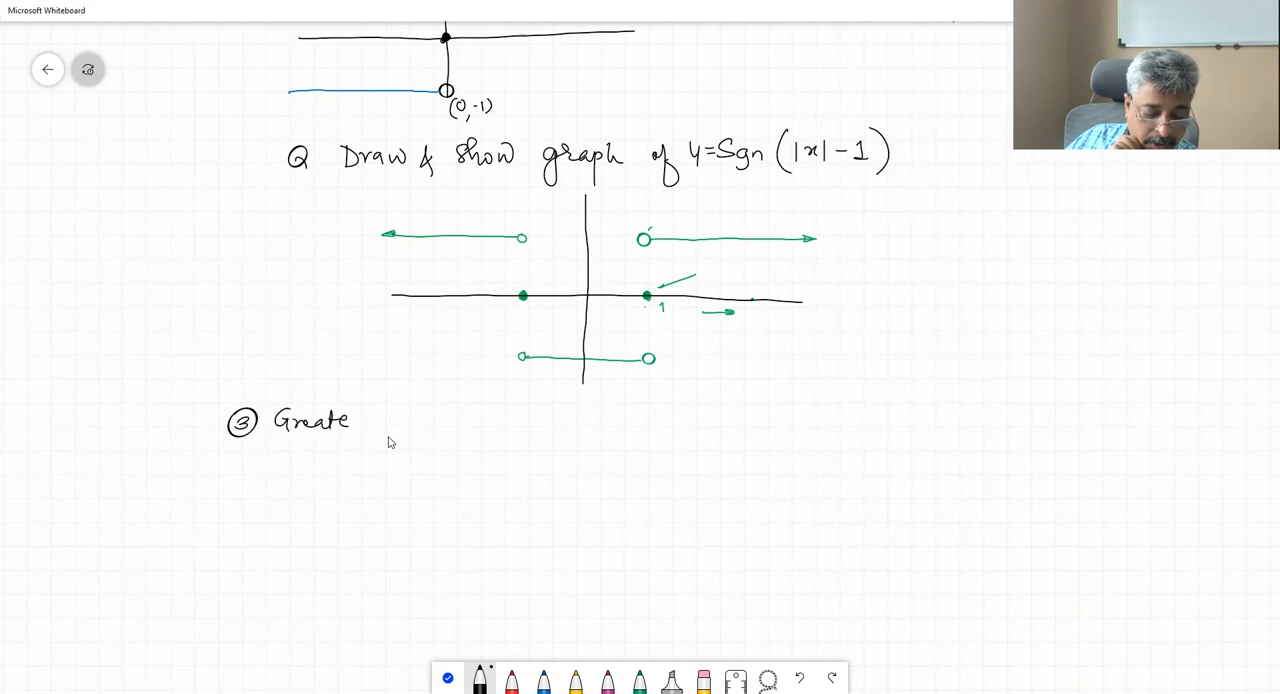 Microsoft Whiteboard
(0,-1)
Q Draw & show graph of y=Sgn(|x|-1)
1
③ Greate